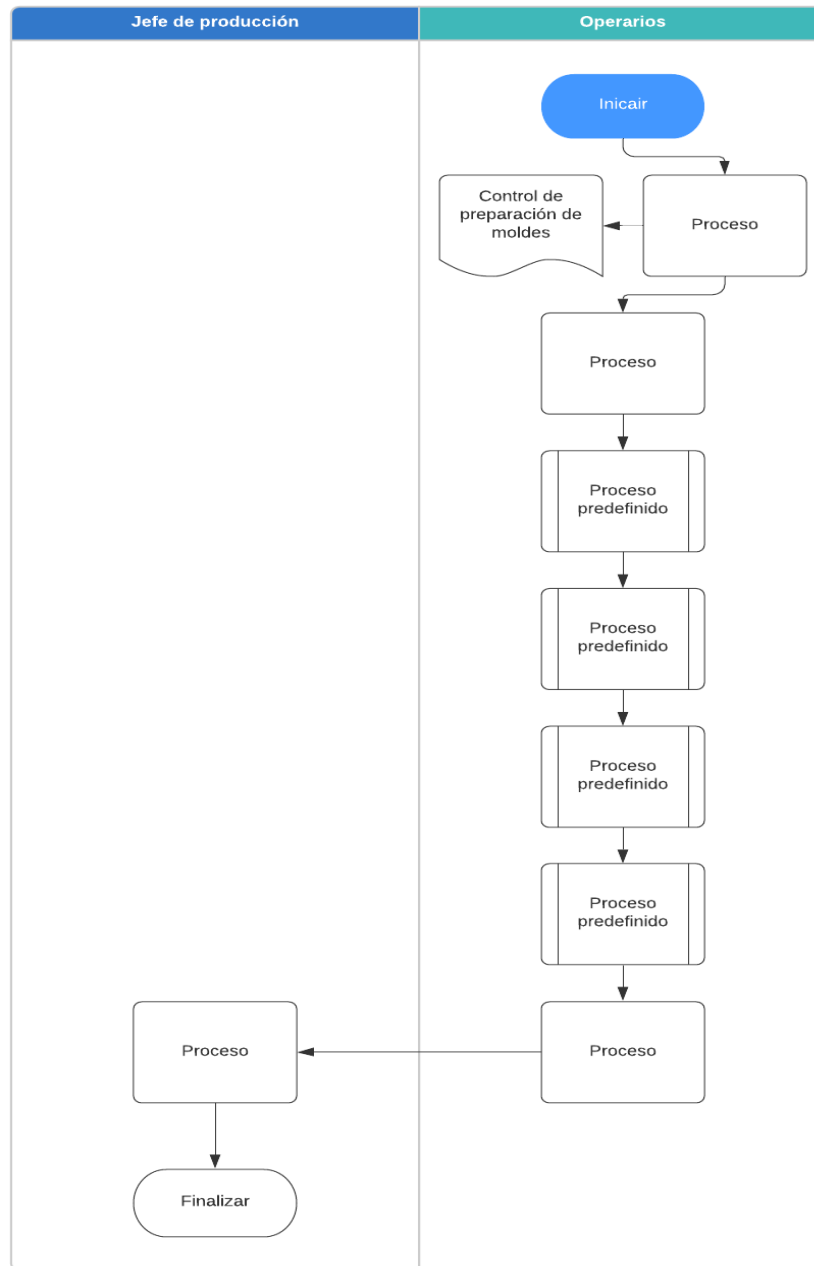 Jefe de producción
Operarios
Inicair
Control de
preparación de
moldes
Proceso
Proceso
Proceso
predefinido
Proceso
predefinido
Proceso
predefinido
Proceso
predefinido
Proceso
Proceso
Finalizar